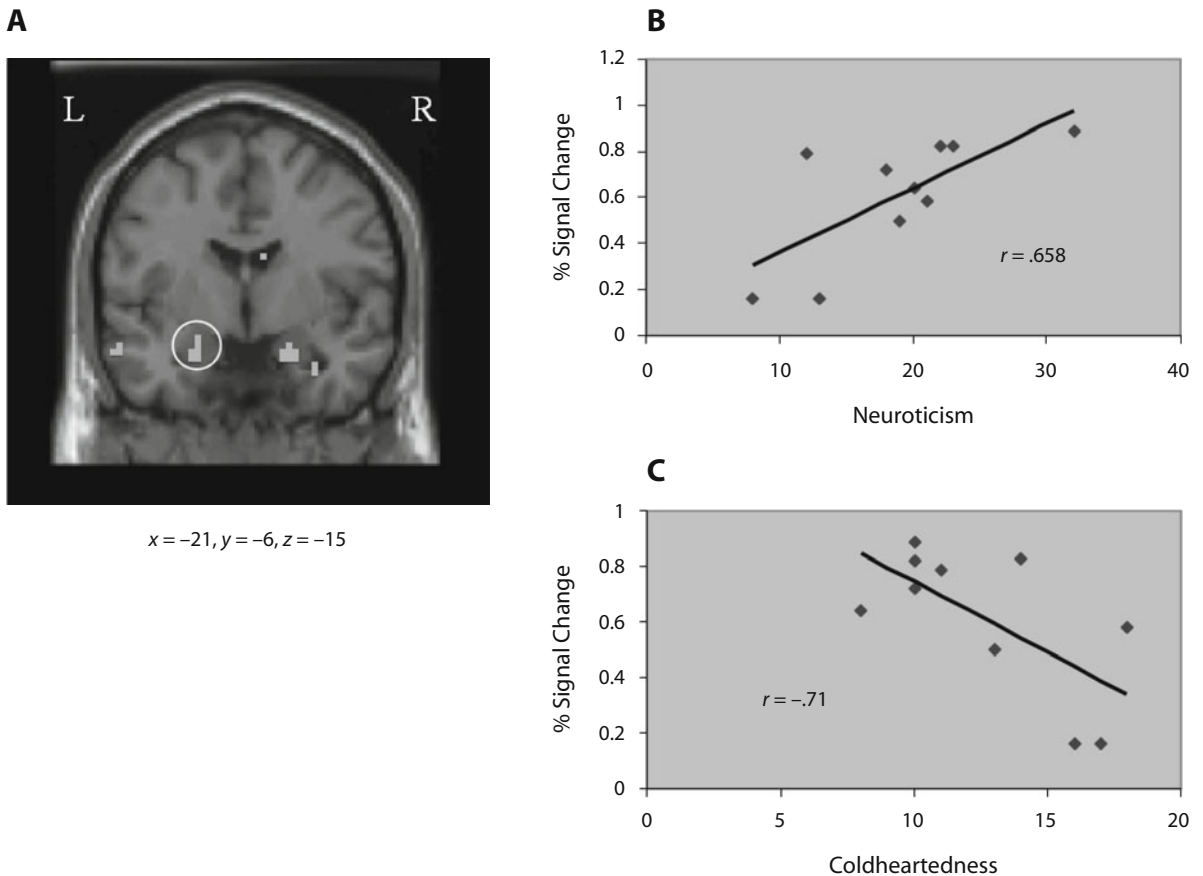 A
L R
x = –21, y = –6, z = –15
B
% Signal Change
1.2
1
0.8
0.6
0.4
0.2
0
r = .658
0 10 20 30 40
Neuroticism
C
% Signal Change
1
0.8
0.6
0.4
0.2
0
r = –.71
0 5 10 15 20
Coldheartedness